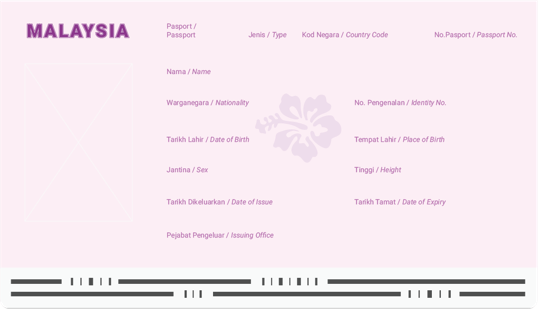 MALAYSIA
Pasport /
Passport
Jenis / Type
Kod Negara / Country Code
No.Pasport / Passport No.
Nama / Name
Warganegara / Nationality
No. Pengenalan / Identity No.
Tarikh Lahir / Date of Birth
Tempat Lahir / Place of Birth
Jantina / Sex
Tinggi / Height
Tarikh Dikeluarkan / Date of Issue
Tarikh Tamat / Date of Expiry
Pejabat Pengeluar / Issuing Office